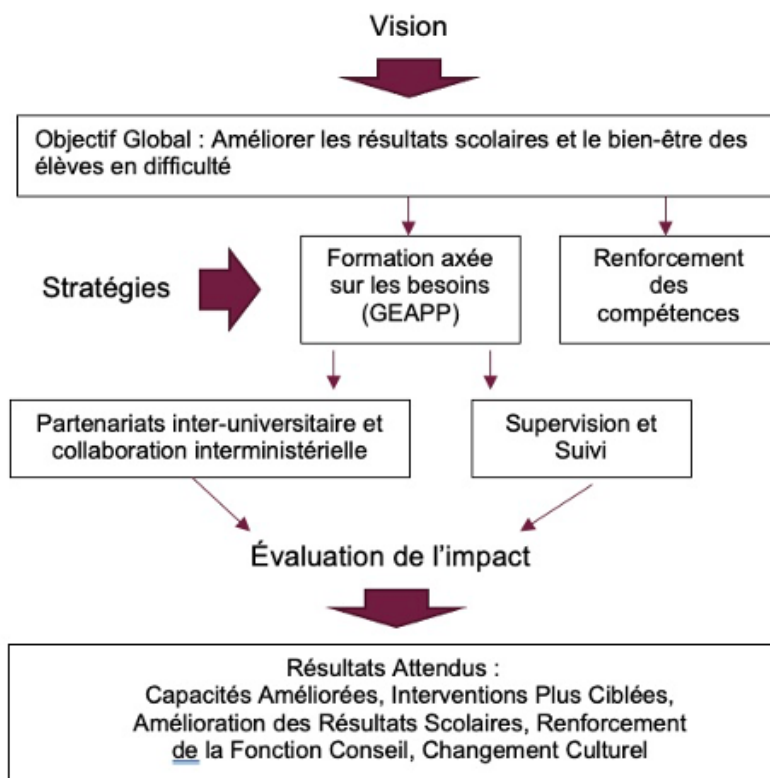 Vision
Objectif Global : Améliorer les résultats scolaires et le bien-être des
élèves en difficulté
Stratégies
Formation axée
sur les besoins
(GEAPP)
Renforcement
des
compétences
Partenariats inter-universitaire et
collaboration interministérielle
Supervision et
Suivi
Évaluation de l'impact
Résultats Attendus :
Capacités Améliorées, Interventions Plus Ciblées,
Amélioration des Résultats Scolaires, Renforcement
de la Fonction Conseil, Changement Culturel